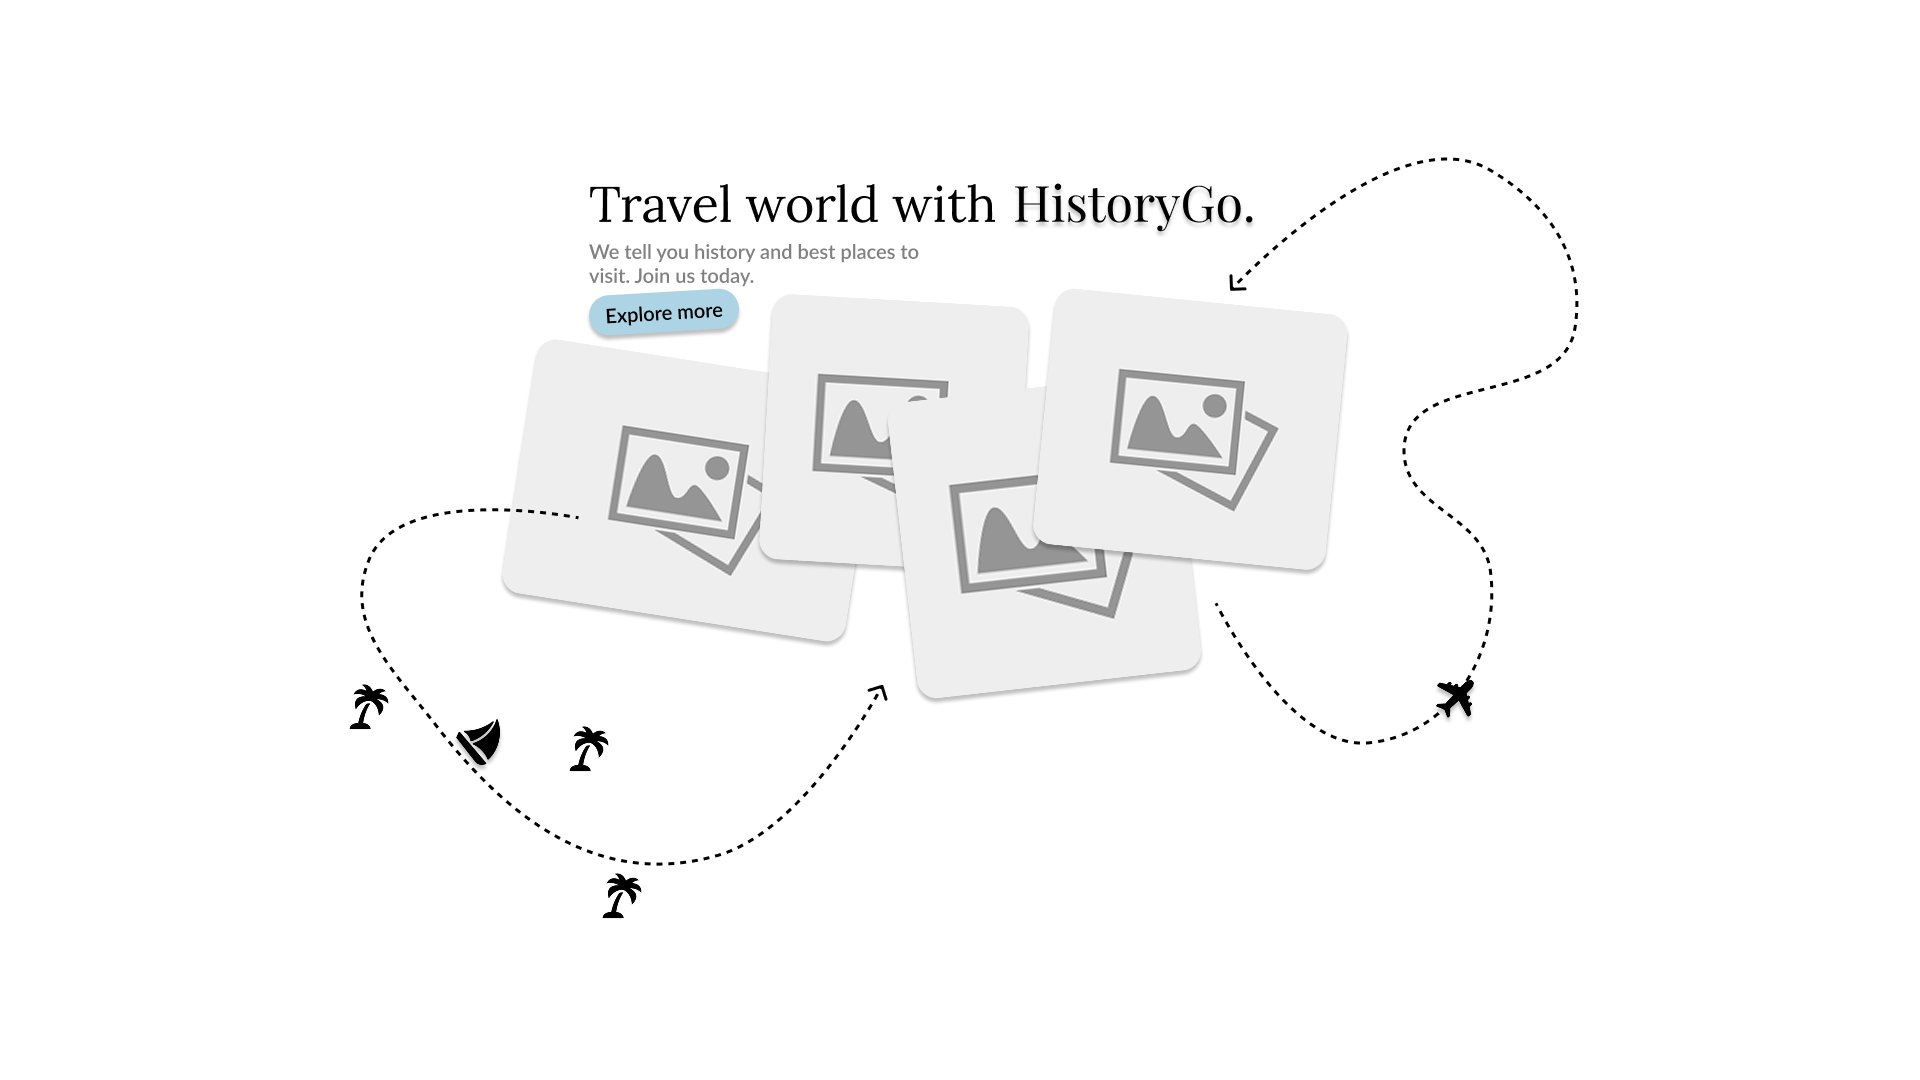 Travel world with HistoryGo.
We tell you history and best places to
visit. Join us today.
Explore more